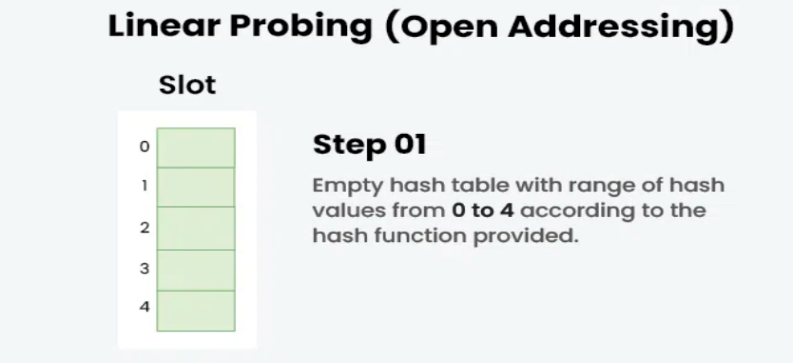 Linear Probing (Open Addressing)
Slot
0
1
2
3
4
Step 01
Empty hash table with range of hash
values from 0 to 4 according to the
hash function provided.